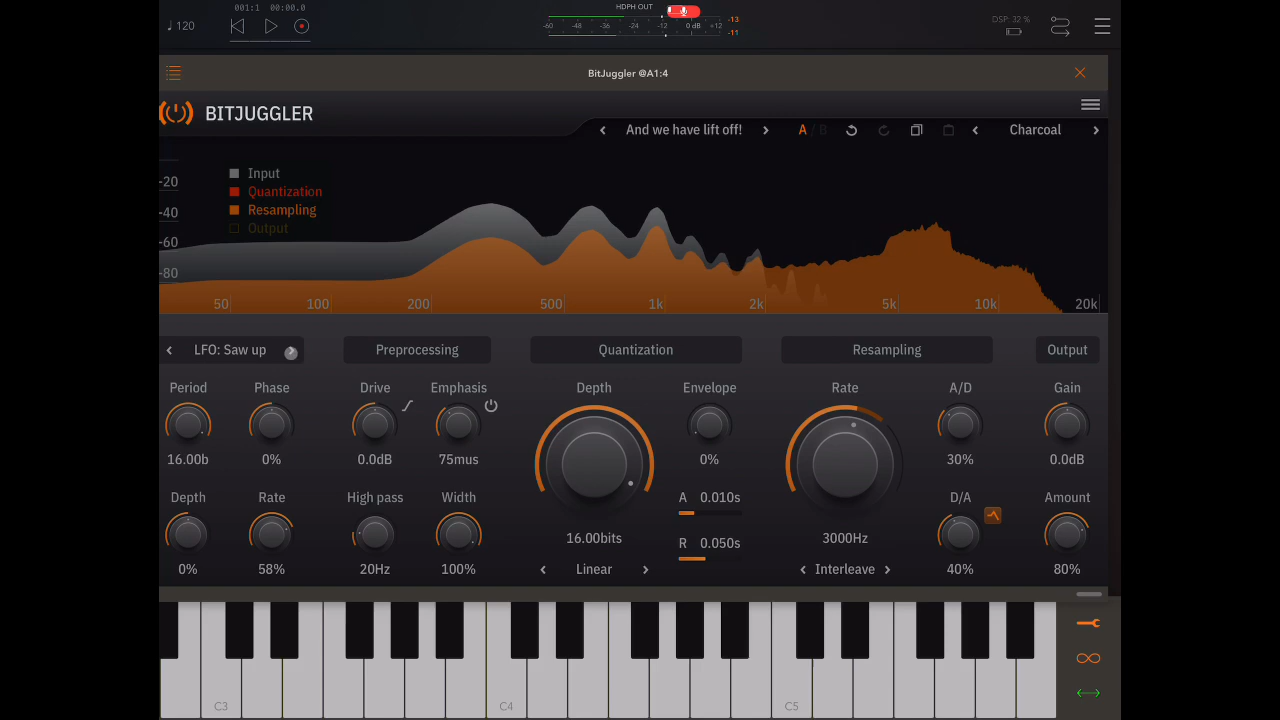 ♩ 120
001:1 00:00.0
HDPH OUT
-60 -48 -36 -24 -12 0 dB +12
-13
-11
DSP: 32 %
BitJuggler @A1:4
BITJUGGLER
And we have lift off!
A / B
Charcoal
-20
-40
-60
-80
Input
Quantization
Resampling
Output
50 100 200 500 1k 2k 5k 10k 20k
LFO: Saw up
Preprocessing
Quantization
Resampling
Output
Period Phase Drive Emphasis Depth Envelope Rate A/D Gain
16.00b 0% 0.0dB 75mus 0% 30% 0.0dB
Depth Rate High pass Width A 0.010s D/A Amount
16.00bits R 0.050s 3000Hz
0% 58% 20Hz 100% Linear Interleave 40% 80%
C3 C4 C5